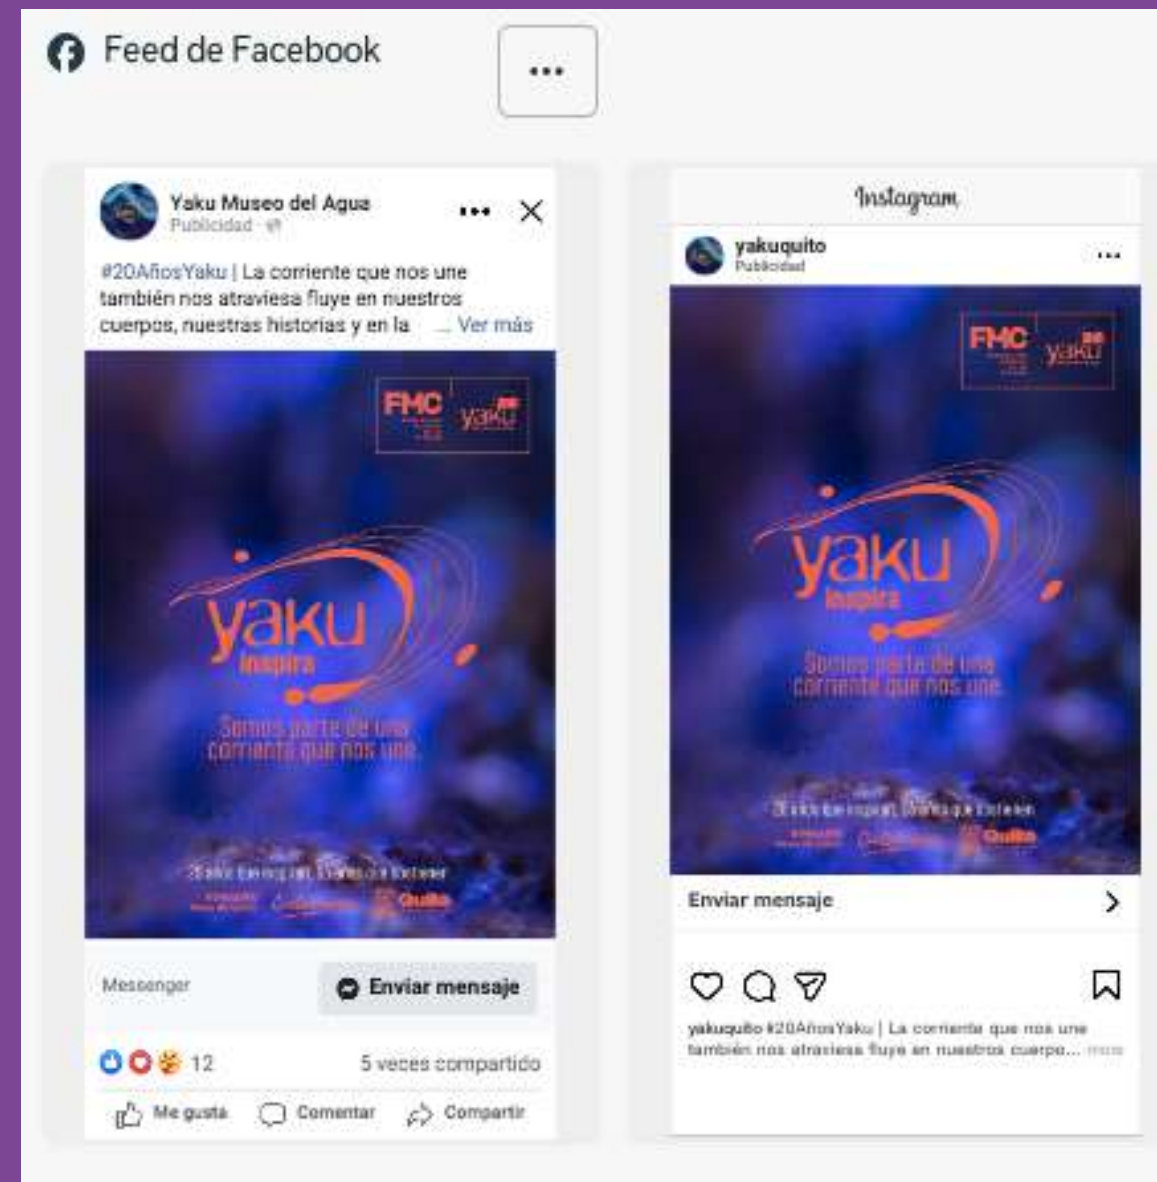 Feed de Facebook
Yaku Museo del Agua
Publicidad
#20AñosYaku | La corriente que nos une
también nos atraviesa fluye en nuestros
cuerpos, nuestras historias y en la ... Ver más
FMC yaku
yaku
inspira
Somos parte de una
corriente que nos une.
Quito
Messenger
Enviar mensaje
12
5 veces compartido
Me gusta
Comentar
Compartir
Instagram
yakuquito
Publicidad
FMC yaku
yaku
inspira
Somos parte de una
corriente que nos une.
Quito
Enviar mensaje
yakuquito #20AñosYaku | La corriente que nos une
también nos atraviesa fluye en nuestros cuerpo... more